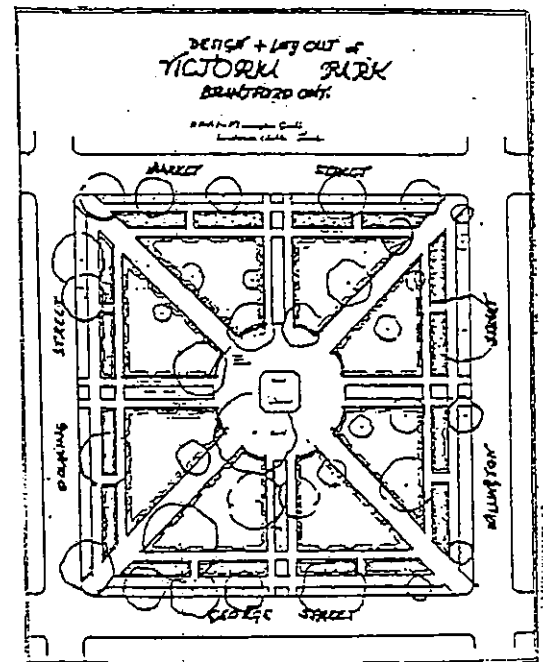 DESIGN + LAY OUT of
VICTORIA PARK
BRANTFORD ONT.
MARKET STREET
STREET
STREET
DARLING
WELLINGTON
GEORGE STREET